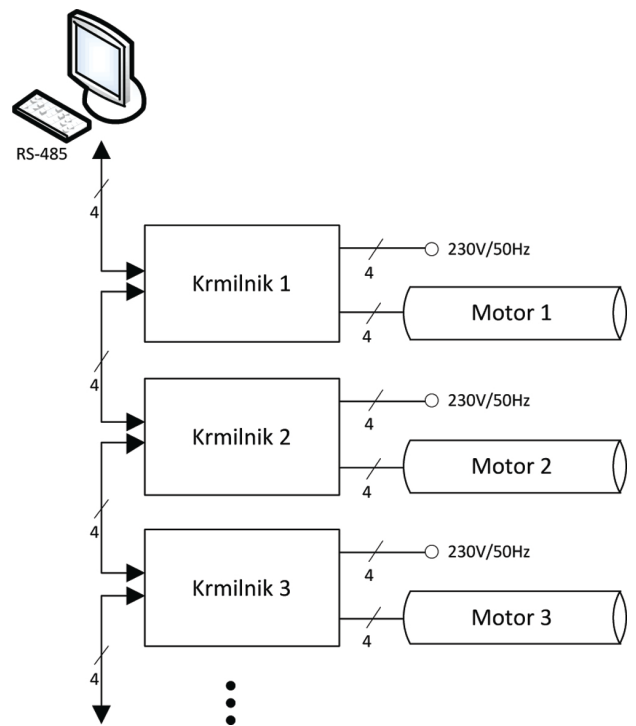 RS-485
4
Krmilnik 1
4
230V/50Hz
4
Motor 1
4
Krmilnik 2
4
230V/50Hz
4
Motor 2
4
Krmilnik 3
4
230V/50Hz
4
Motor 3
4